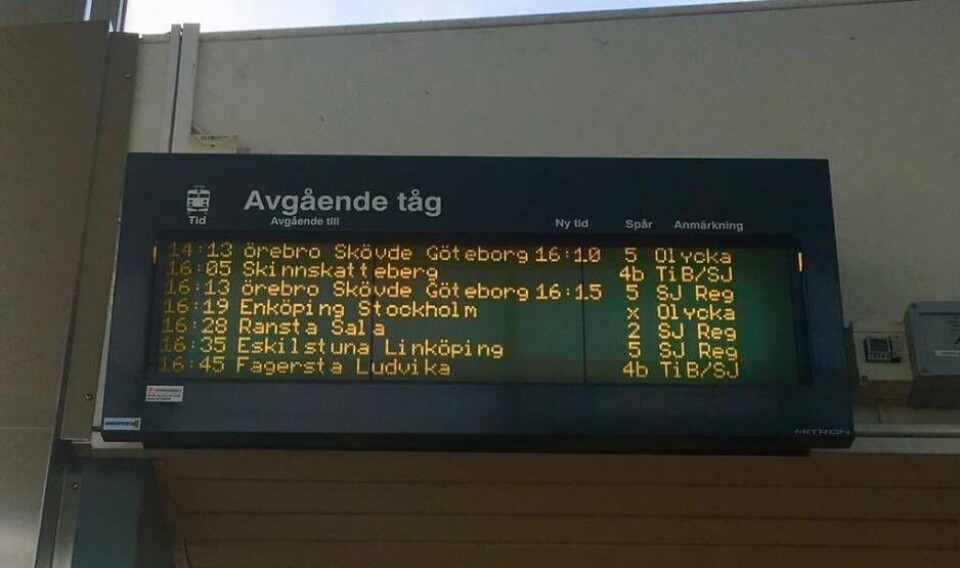 Avgående tåg
Tid Avgående till Ny tid Spår Anmärkning
14:13 örebro Skövde Göteborg 16:10 5 Olycka
16:05 Skinnskatteberg 4b TiB/SJ
16:13 örebro Skövde Göteborg 16:15 5 SJ Reg
16:19 Enköping Stockholm x Olycka
16:28 Ransta Sala 2 SJ Reg
16:35 Eskilstuna Linköping 5 SJ Reg
16:45 Fagersta Ludvika 4b TiB/SJ
MITRON